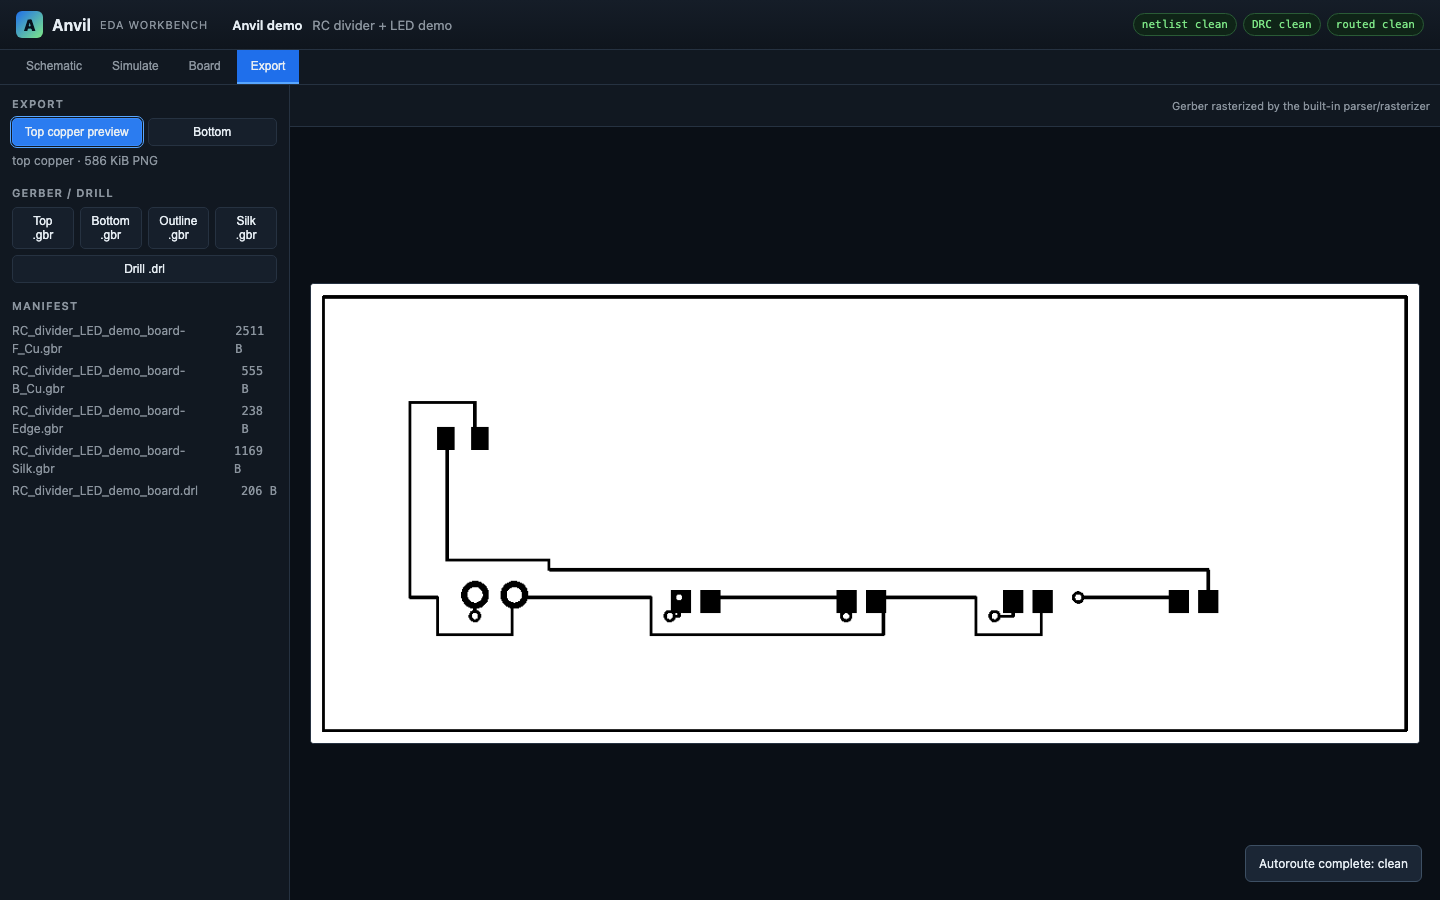 A Anvil EDA WORKBENCH Anvil demo RC divider + LED demo netlist clean DRC clean routed clean
Schematic Simulate Board Export
EXPORT
Gerber rasterized by the built-in parser/rasterizer
Top copper preview Bottom
top copper · 586 KiB PNG
GERBER / DRILL
Top .gbr
Bottom .gbr
Outline .gbr
Silk .gbr
Drill .drl
MANIFEST
RC_divider_LED_demo_board- 2511
F_Cu.gbr B
RC_divider_LED_demo_board- 555
B_Cu.gbr B
RC_divider_LED_demo_board- 238
Edge.gbr B
RC_divider_LED_demo_board- 1169
Silk.gbr B
RC_divider_LED_demo_board.drl 206 B
Autoroute complete: clean